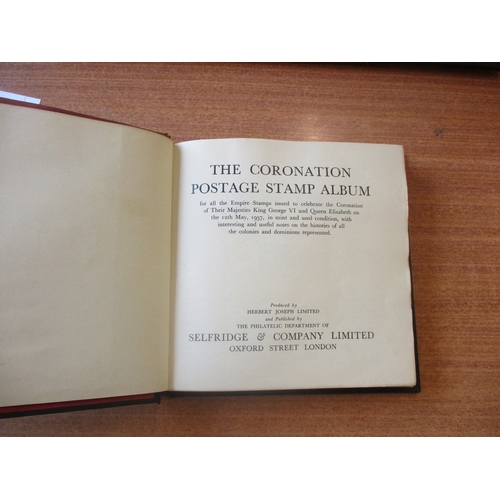 THE CORONATION
POSTAGE STAMP ALBUM
for all the Empire Stamps issued to celebrate the Coronation
of Their Majesties King George VI and Queen Elizabeth on
the 12th May, 1937, in mint and used condition, with
interesting and useful notes on the histories of all
the colonies and dominions represented.
Produced by
HERBERT JOSEPH LIMITED
and Published by
THE PHILATELIC DEPARTMENT OF
SELFRIDGE & COMPANY LIMITED
OXFORD STREET LONDON